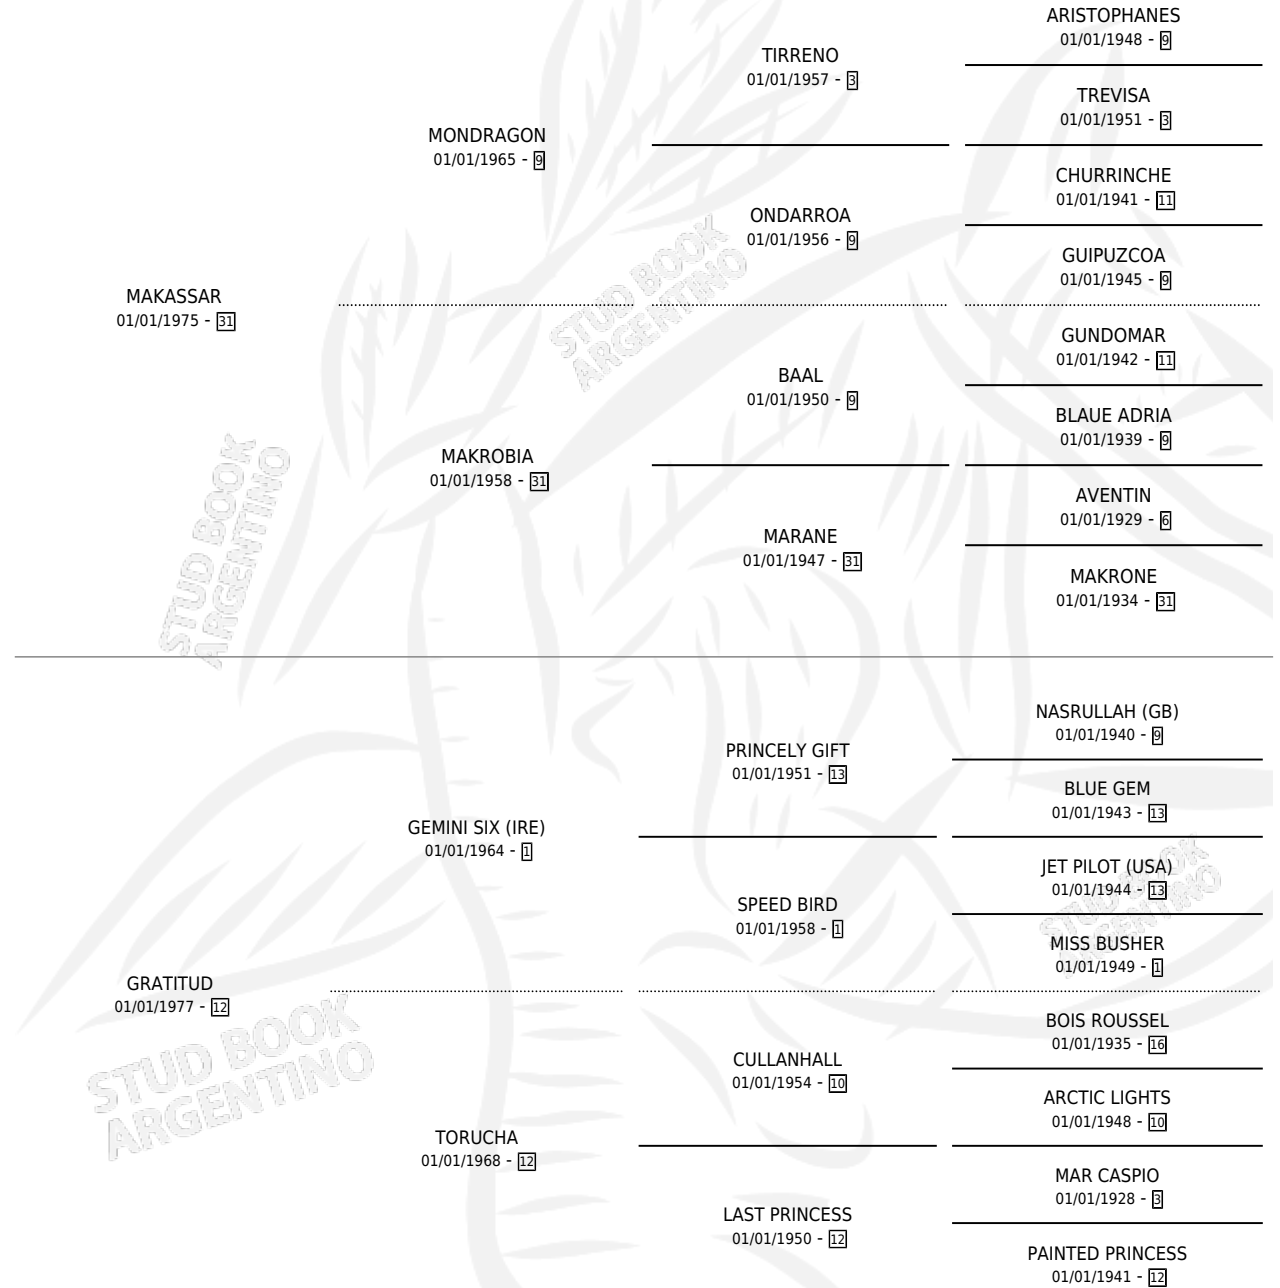 ARISTOPHANES
01/01/1948 - 9
TIRRENO
01/01/1957 - 3
TREVISA
01/01/1951 - 3
MONDRAGON
01/01/1965 - 9
CHURRINCHE
01/01/1941 - 11
ONDARROA
01/01/1956 - 9
GUIPUZCOA
01/01/1945 - 9
MAKASSAR
01/01/1975 - 31
GUNDOMAR
01/01/1942 - 11
BAAL
01/01/1950 - 9
BLAUE ADRIA
01/01/1939 - 9
MAKROBIA
01/01/1958 - 31
AVENTIN
01/01/1929 - 6
MARANE
01/01/1947 - 31
MAKRONE
01/01/1934 - 31
STUD BOOK
ARGENTINO
STUD BOOK
ARGENTINO
NASRULLAH (GB)
01/01/1940 - 9
PRINCELY GIFT
01/01/1951 - 13
BLUE GEM
01/01/1943 - 13
GEMINI SIX (IRE)
01/01/1964 - 1
JET PILOT (USA)
01/01/1944 - 13
SPEED BIRD
01/01/1958 - 1
MISS BUSHER
01/01/1949 - 1
GRATITUD
01/01/1977 - 12
BOIS ROUSSEL
01/01/1935 - 16
CULLANHALL
01/01/1954 - 10
ARCTIC LIGHTS
01/01/1948 - 10
TORUCHA
01/01/1968 - 12
MAR CASPIO
01/01/1928 - 3
LAST PRINCESS
01/01/1950 - 12
PAINTED PRINCESS
01/01/1941 - 12
STUD BOOK
ARGENTINO
STUD BOOK
ARGENTINO